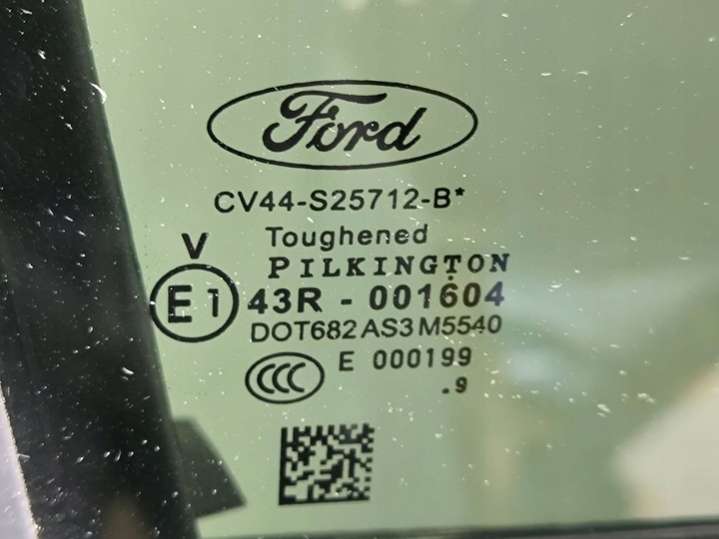 Ford
CV44-S25712-B*
V
Toughened
PILKINGTON
E1 43R - 001604
DOT682 AS3 M5540
CCC E 000199
.9